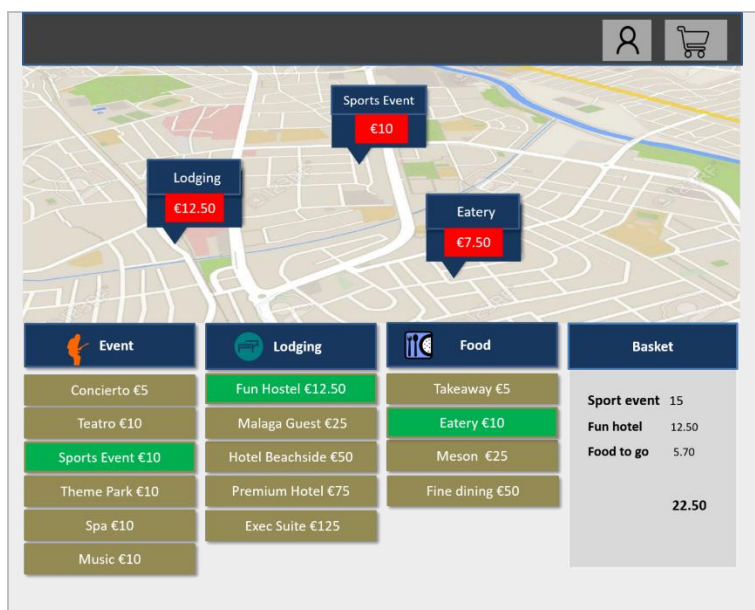 Sports Event
€10
Lodging
€12.50
Eatery
€7.50
Event
Concierto €5
Teatro €10
Sports Event €10
Theme Park €10
Spa €10
Music €10
Lodging
Fun Hostel €12.50
Malaga Guest €25
Hotel Beachside €50
Premium Hotel €75
Exec Suite €125
Food
Takeaway €5
Eatery €10
Meson €25
Fine dining €50
Basket
Sport event 15
Fun hotel 12.50
Food to go 5.70
22.50